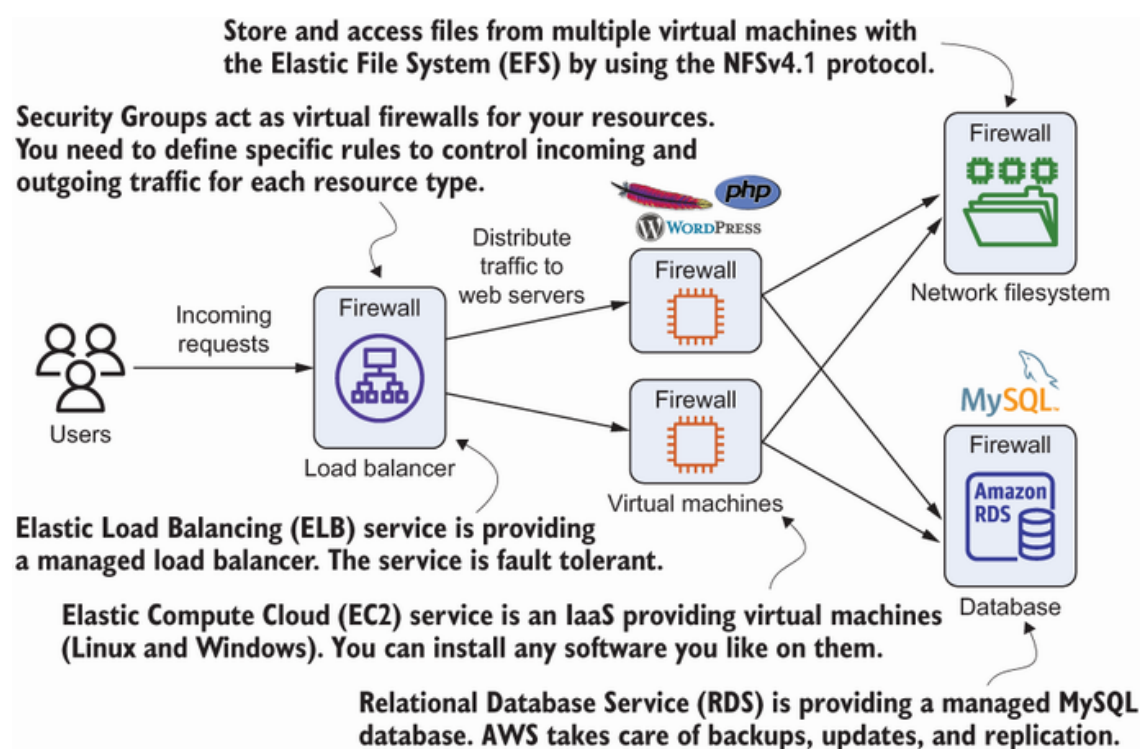 Store and access files from multiple virtual machines with
the Elastic File System (EFS) by using the NFSv4.1 protocol.
Security Groups act as virtual firewalls for your resources.
You need to define specific rules to control incoming and
outgoing traffic for each resource type.
Firewall
Network filesystem
php
WORDPRESS
Distribute
traffic to
web servers
Firewall
Firewall
Virtual machines
Incoming
requests
Firewall
Load balancer
Users
MySQL
Firewall
Amazon
RDS
Database
Elastic Load Balancing (ELB) service is providing
a managed load balancer. The service is fault tolerant.
Elastic Compute Cloud (EC2) service is an IaaS providing virtual machines
(Linux and Windows). You can install any software you like on them.
Relational Database Service (RDS) is providing a managed MySQL
database. AWS takes care of backups, updates, and replication.